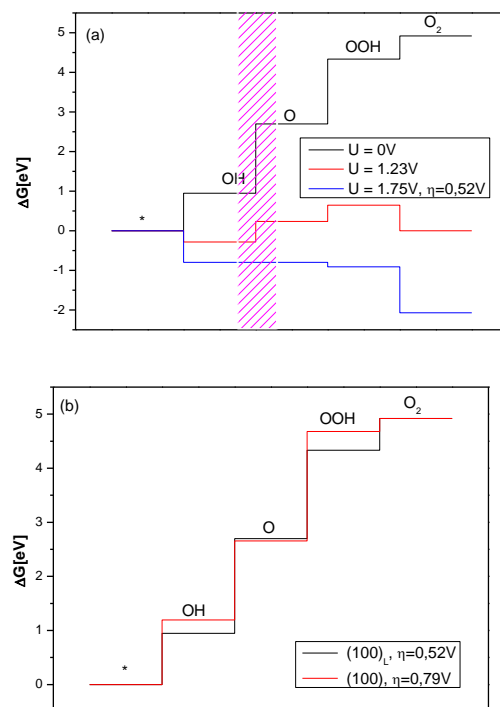 (a)
O₂
5
OOH
4
3
O
2
U = 0V
U = 1.23V
U = 1.75V, η=0,52V
OH
1
*
0
-1
-2
ΔG[eV]
(b)
O₂
5
OOH
4
3
O
2
OH
1
(100)L, η=0,52V
(100), η=0,79V
*
0
ΔG[eV]